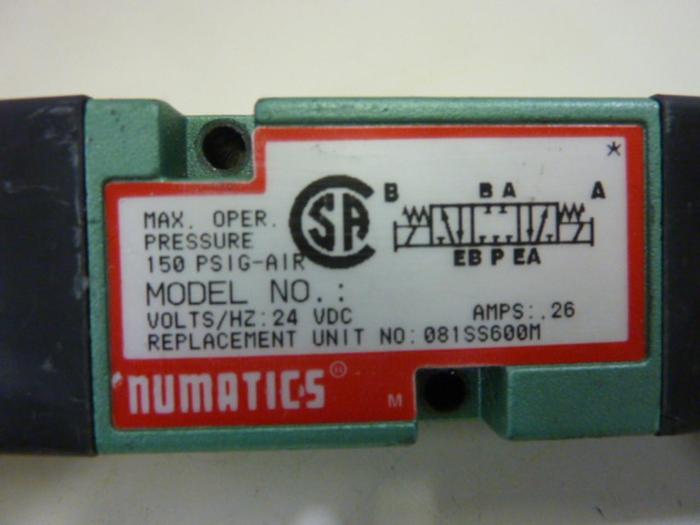 *
B B A A
MAX. OPER.
PRESSURE
150 PSIG-AIR
SA
EB P EA
MODEL NO.:
VOLTS/HZ: 24 VDC AMPS: .26
REPLACEMENT UNIT NO: 081SS600M
NUMATICS® M